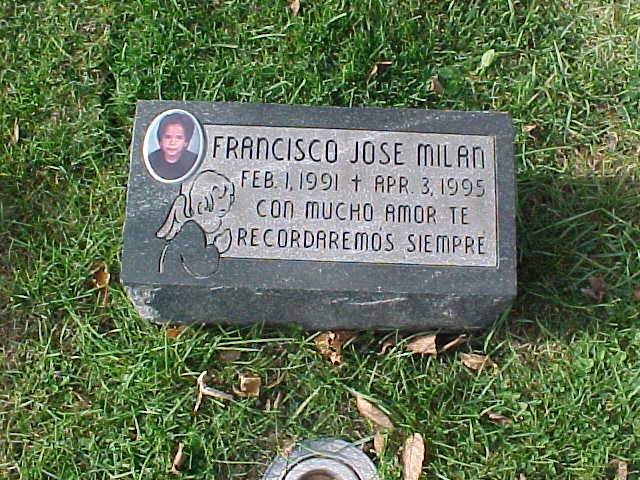 FRANCISCO JOSE MILAN
FEB. 1, 1991 ✝ APR. 3, 1995
CON MUCHO AMOR TE
RECORDAREMOS SIEMPRE